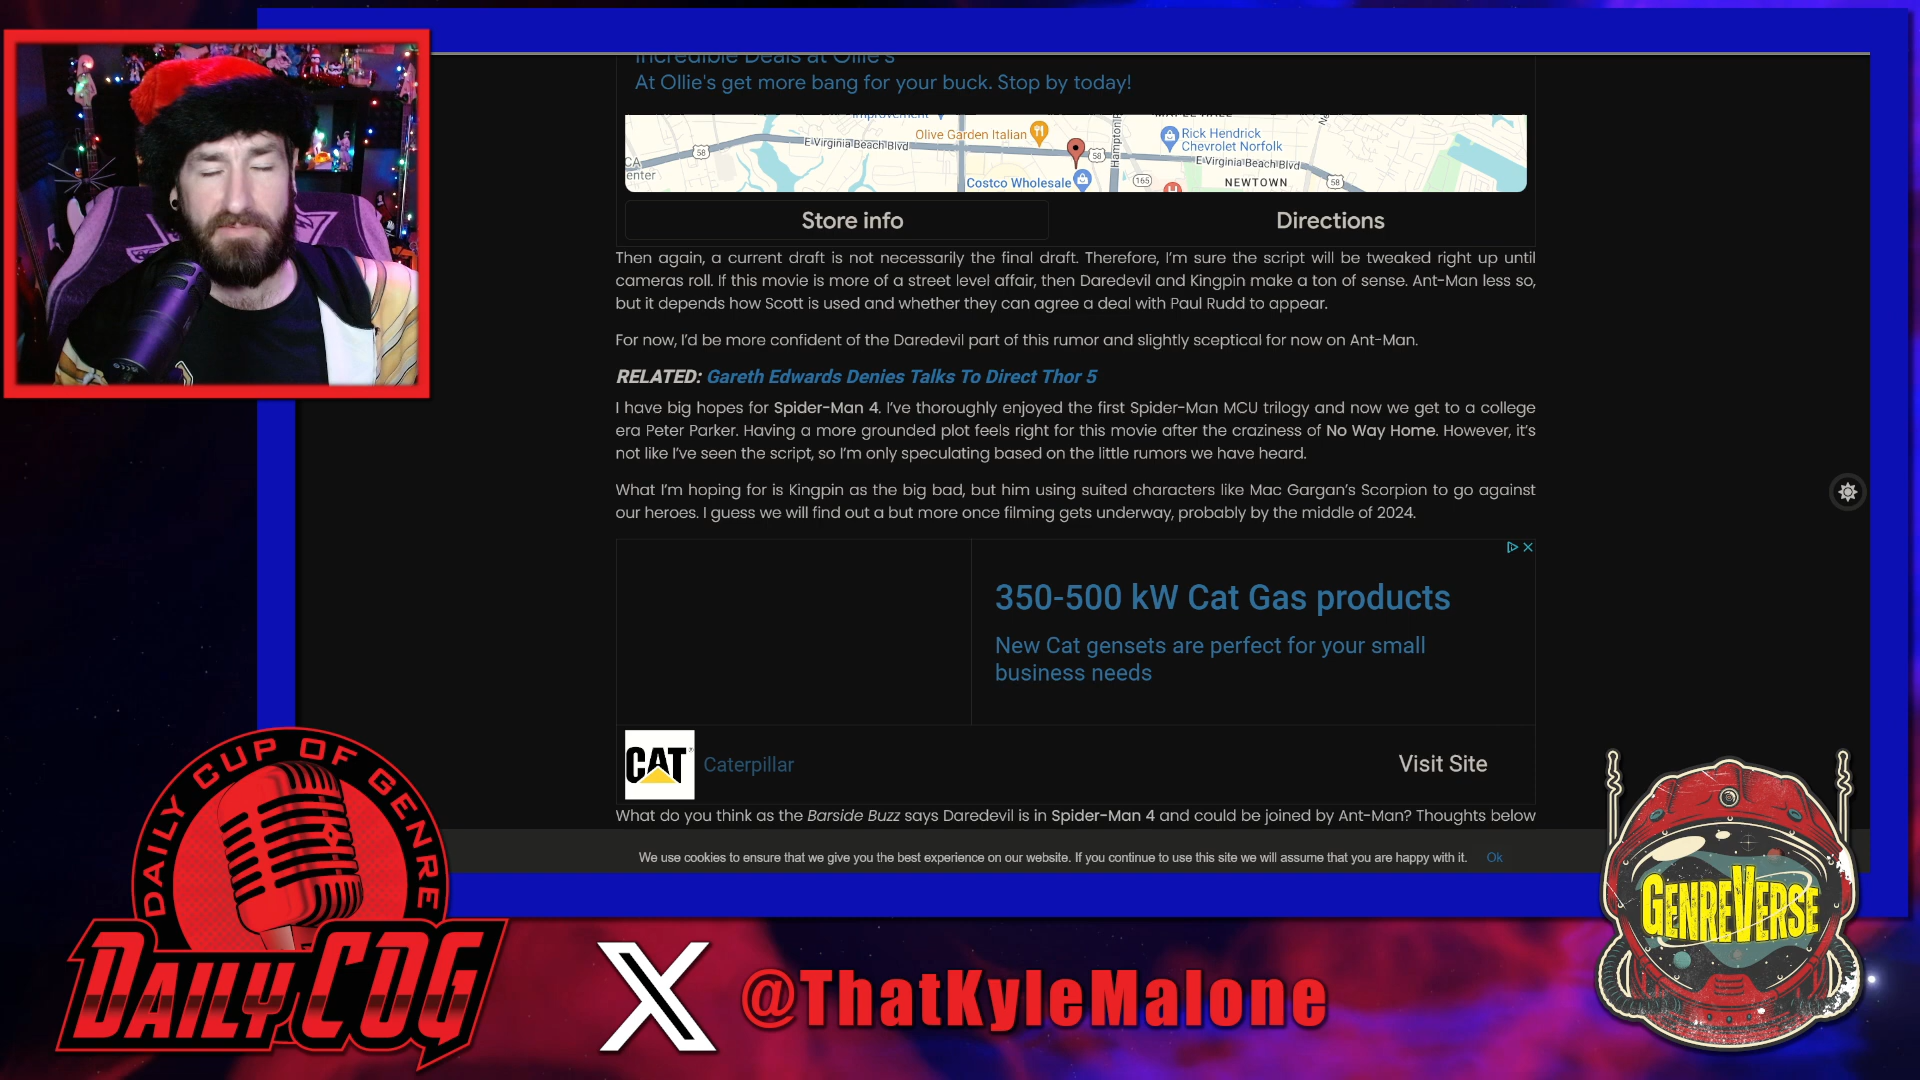 Incredible Deals at Ollie's
At Ollie's get more bang for your buck. Stop by today!
Improvement
MAPLE HALL
Olive Garden Italian
Rick Hendrick
Chevrolet Norfolk
58
E Virginia Beach Blvd
Hampton
58
E Virginia Beach Blvd
CA
enter
Costco Wholesale
165
H
NEWTOWN
58
Store info
Directions
Then again, a current draft is not necessarily the final draft. Therefore, I'm sure the script will be tweaked right up until
cameras roll. If this movie is more of a street level affair, then Daredevil and Kingpin make a ton of sense. Ant-Man less so,
but it depends how Scott is used and whether they can agree a deal with Paul Rudd to appear.
For now, I'd be more confident of the Daredevil part of this rumor and slightly sceptical for now on Ant-Man.
RELATED: Gareth Edwards Denies Talks To Direct Thor 5
I have big hopes for Spider-Man 4. I've thoroughly enjoyed the first Spider-Man MCU trilogy and now we get to a college
era Peter Parker. Having a more grounded plot feels right for this movie after the craziness of No Way Home. However, it's
not like I've seen the script, so I'm only speculating based on the little rumors we have heard.
What I'm hoping for is Kingpin as the big bad, but him using suited characters like Mac Gargan's Scorpion to go against
our heroes. I guess we will find out a but more once filming gets underway, probably by the middle of 2024.
350-500 kW Cat Gas products
New Cat gensets are perfect for your small
business needs
CAT
Caterpillar
Visit Site
What do you think as the Barside Buzz says Daredevil is in Spider-Man 4 and could be joined by Ant-Man? Thoughts below
We use cookies to ensure that we give you the best experience on our website. If you continue to use this site we will assume that you are happy with it.
Ok
DAILY CUP OF GENRE
DAILY COG
X @ThatKyleMalone
GENREVERSE